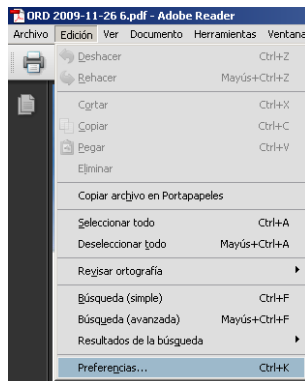 ORD 2009-11-26 6.pdf - Adobe Reader
Archivo Edición Ver Documento Herramientas Ventana
Deshacer Ctrl+Z
Rehacer Mayús+Ctrl+Z
Cortar Ctrl+X
Copiar Ctrl+C
Pegar Ctrl+V
Eliminar
Copiar archivo en Portapapeles
Seleccionar todo Ctrl+A
Deseleccionar todo Mayús+Ctrl+A
Revisar ortografía
Búsqueda (simple) Ctrl+F
Búsqueda (avanzada) Mayús+Ctrl+F
Resultados de la búsqueda
Preferencias... Ctrl+K